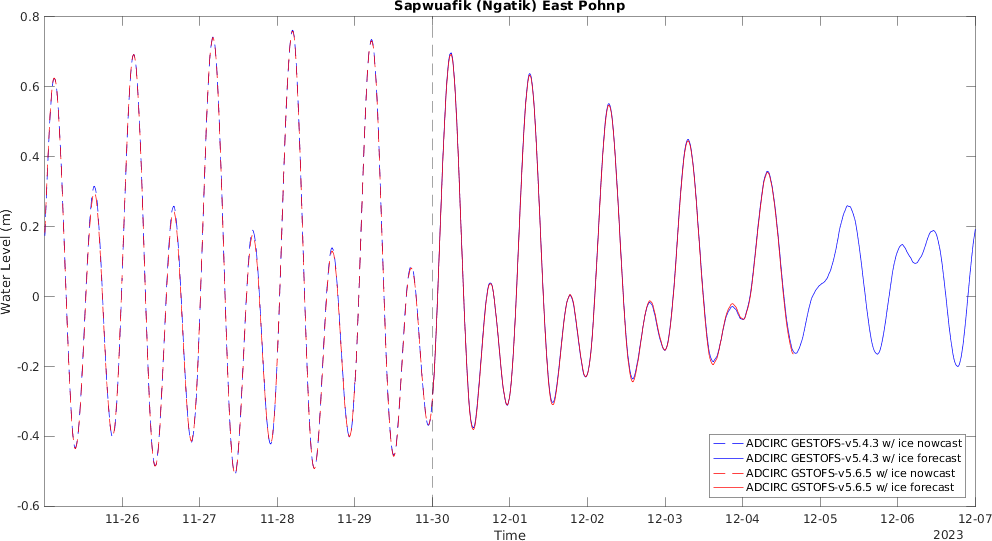 Sapwuafik (Ngatik) East Pohnp
0.8
0.6
0.4
0.2
0
-0.2
-0.4
-0.6
Water Level (m)
ADCIRC GESTOFS-v5.4.3 w/ ice nowcast
ADCIRC GESTOFS-v5.4.3 w/ ice forecast
ADCIRC GSTOFS-v5.6.5 w/ ice nowcast
ADCIRC GSTOFS-v5.6.5 w/ ice forecast
11-26 11-27 11-28 11-29 11-30 12-01 12-02 12-03 12-04 12-05 12-06 12-07
Time
2023